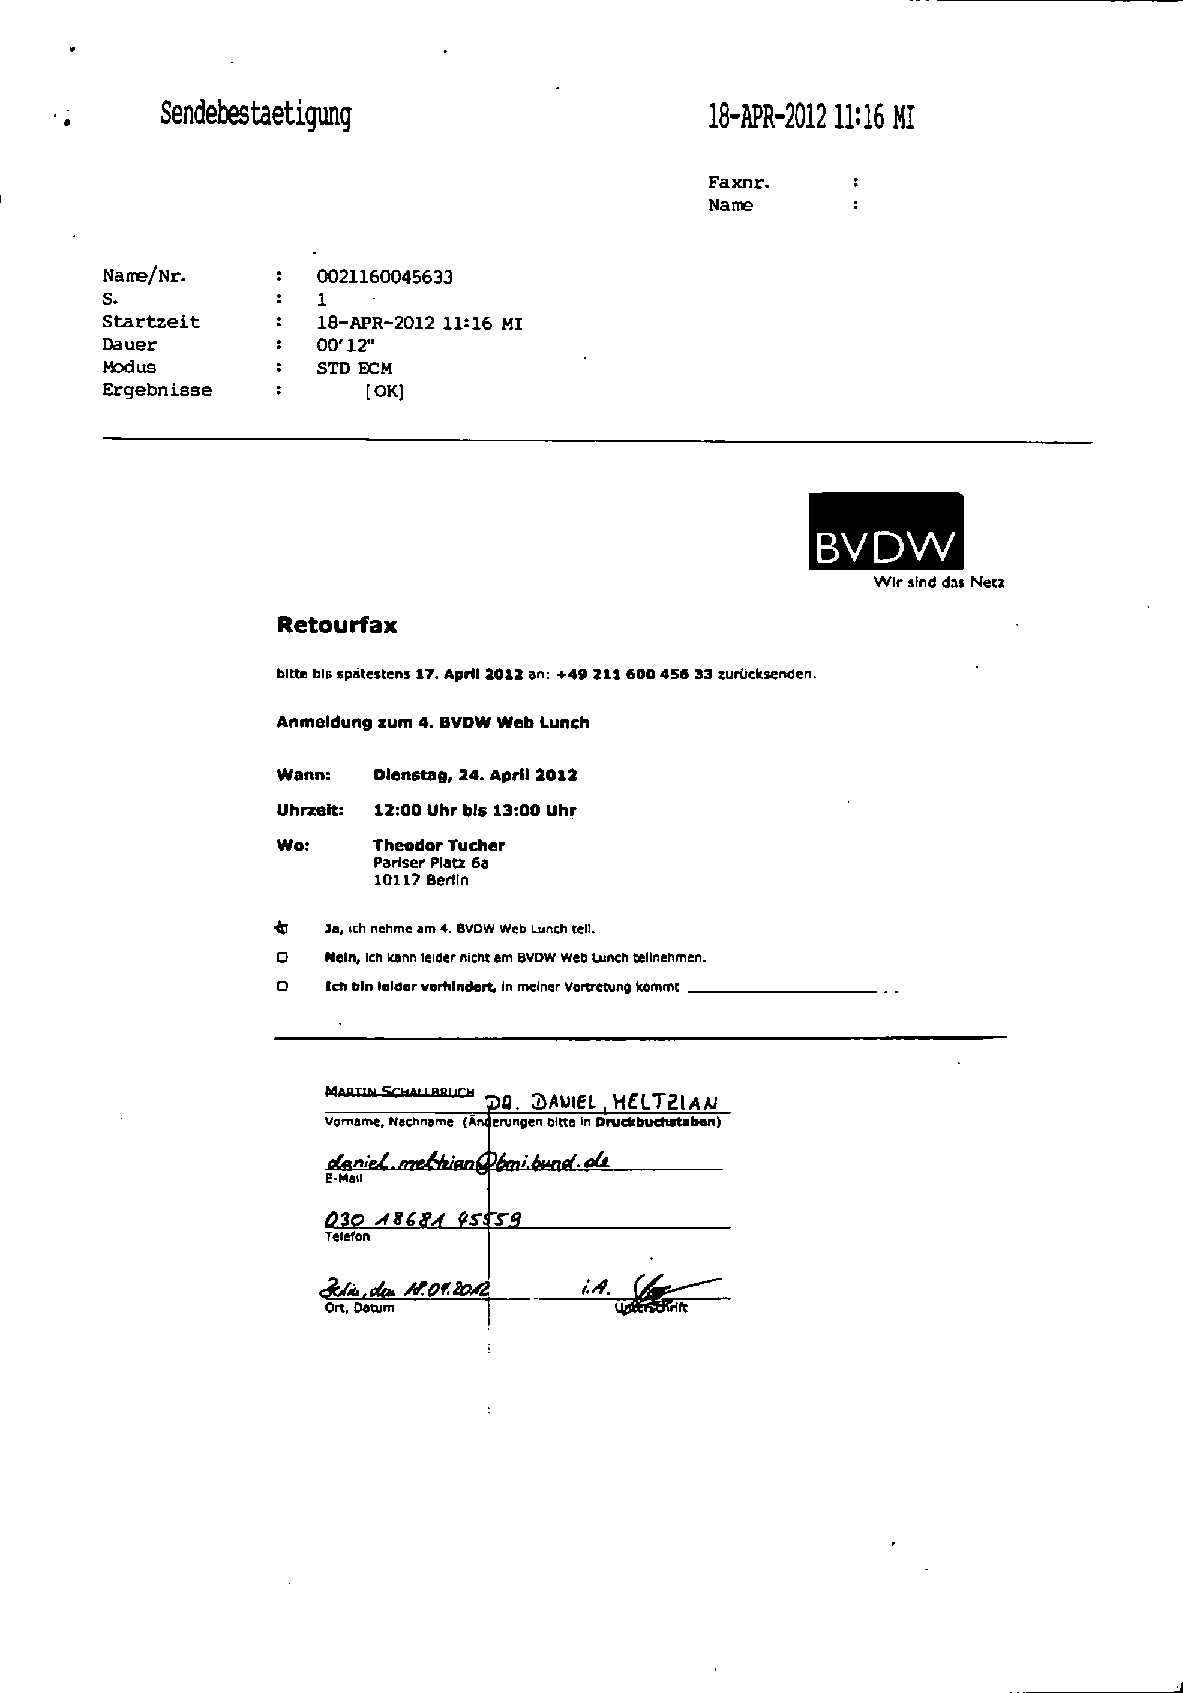 Sendebestaetigung 18-APR-2012 11:16 MI
Faxnr. :
Name :
Name/Nr. : 0021160045633
S. : 1
Startzeit : 18-APR-2012 11:16 MI
Dauer : 00'12"
Modus : STD ECM
Ergebnisse : [OK]
BVDW
Wir sind das Netz
Retourfax
bitte bis spätestens 17. April 2012 an: +49 211 600 456 33 zurücksenden.
Anmeldung zum 4. BVDW Web Lunch
Wann: Dienstag, 24. April 2012
Uhrzeit: 12:00 Uhr bis 13:00 Uhr
Wo: Theodor Tucher
Pariser Platz 6a
10117 Berlin
Ja, ich nehme am 4. BVDW Web Lunch teil.
Nein, ich kann leider nicht am BVDW Web Lunch teilnehmen.
Ich bin leider verhindert, in meiner Vertretung kommt
MARTIN SCHALLBRUCH DR. DANIEL MELTZIAN
Vorname, Nachname (Änderungen bitte in Druckbuchstaben)
daniel.meltzian@bmi.bund.de
E-Mail
030 18681 45559
Telefon
Berlin, den 18.04.2012 i.A.
Ort, Datum Unterschrift